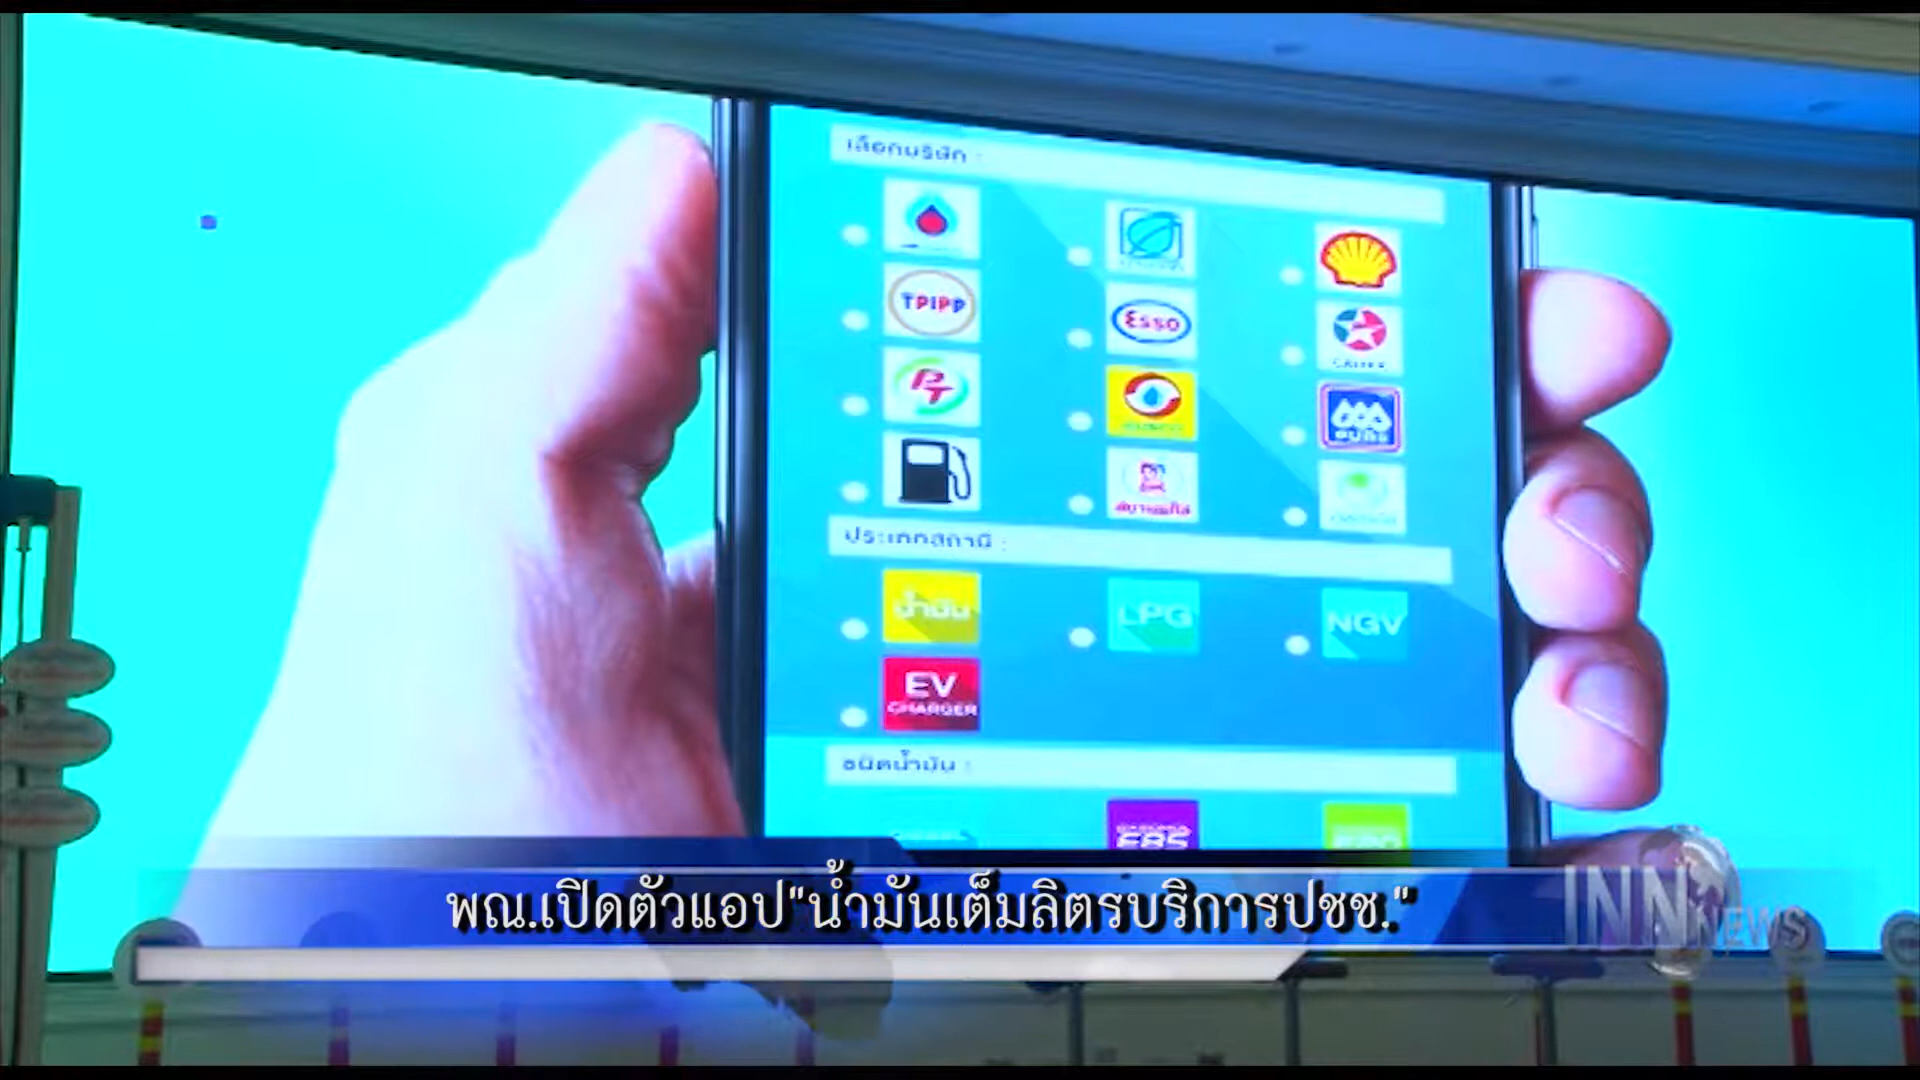 เลือกบริษัท :
TPIPP
Esso
PT
ประเภทสถานี :
น้ำมัน
LPG
NGV
EV
CHARGER
ชนิดน้ำมัน :
E85
พณ.เปิดตัวแอป"น้ำมันเต็มลิตรบริการปชช."
INN NEWS